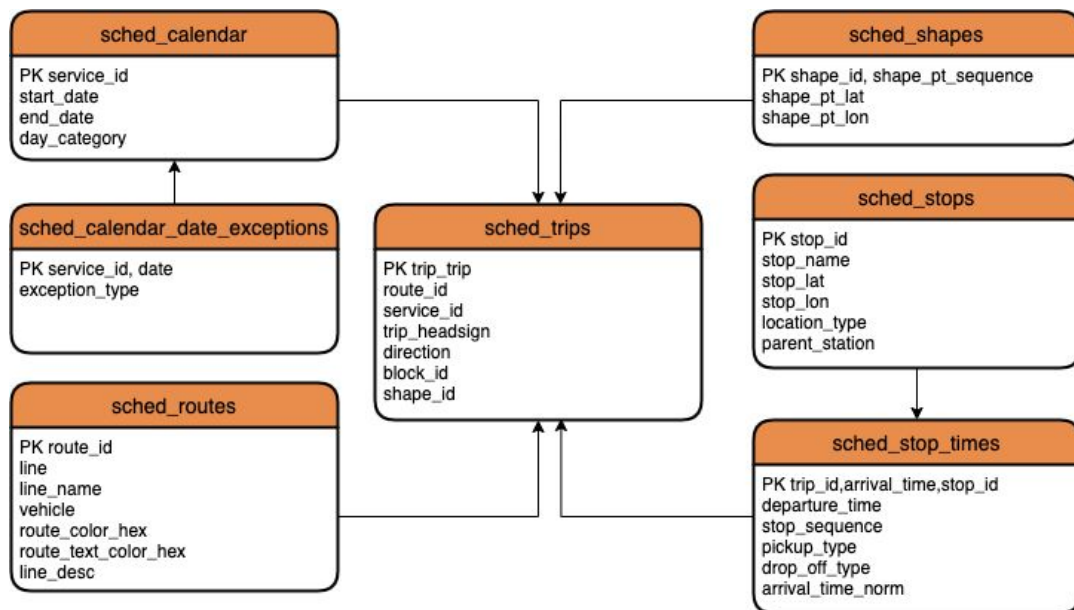 sched_calendar
PK service_id
start_date
end_date
day_category
sched_calendar_date_exceptions
PK service_id, date
exception_type
sched_routes
PK route_id
line
line_name
vehicle
route_color_hex
route_text_color_hex
line_desc
sched_trips
PK trip_trip
route_id
service_id
trip_headsign
direction
block_id
shape_id
sched_shapes
PK shape_id, shape_pt_sequence
shape_pt_lat
shape_pt_lon
sched_stops
PK stop_id
stop_name
stop_lat
stop_lon
location_type
parent_station
sched_stop_times
PK trip_id,arrival_time,stop_id
departure_time
stop_sequence
pickup_type
drop_off_type
arrival_time_norm